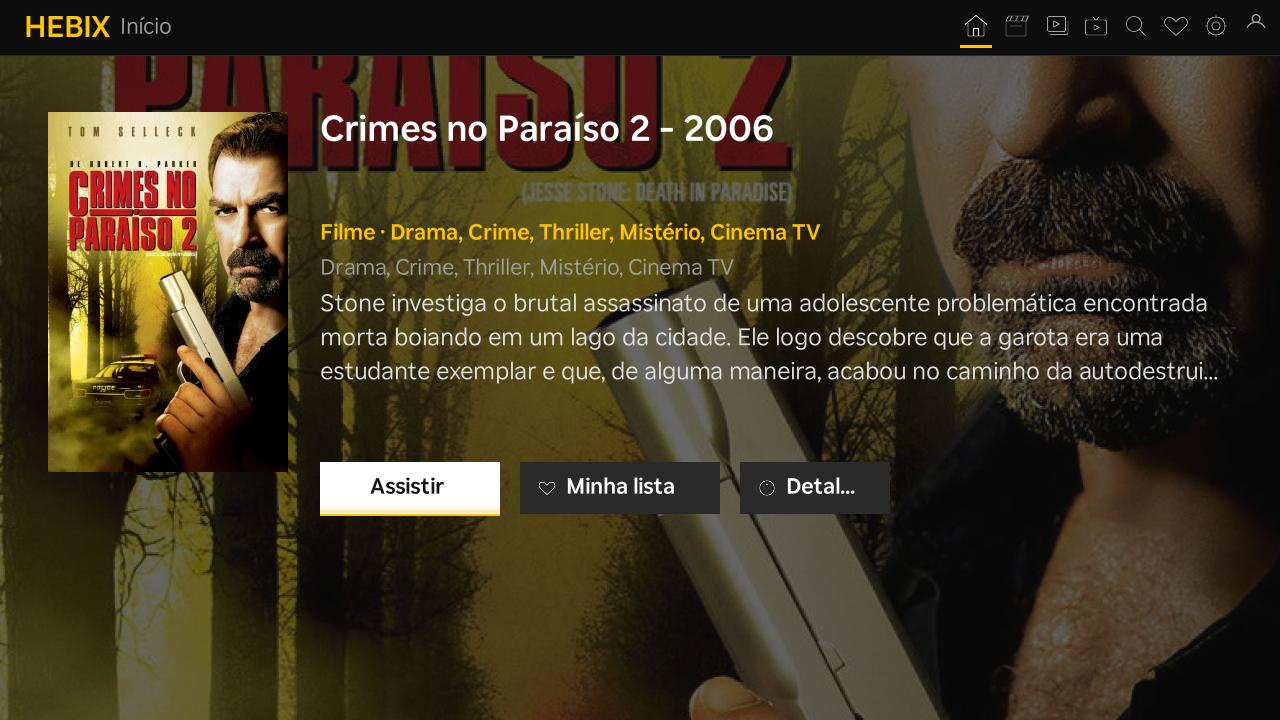 HEBIX Início
PARAÍSO 2
(JESSE STONE: DEATH IN PARADISE)
TOM SELLECK
DE ROBERT B. PARKER
CRIMES NO
PARAÍSO 2
POLICE
Crimes no Paraíso 2 - 2006
Filme · Drama, Crime, Thriller, Mistério, Cinema TV
Drama, Crime, Thriller, Mistério, Cinema TV
Stone investiga o brutal assassinato de uma adolescente problemática encontrada
morta boiando em um lago da cidade. Ele logo descobre que a garota era uma
estudante exemplar e que, de alguma maneira, acabou no caminho da autodestrui...
Assistir
Minha lista
Detal...